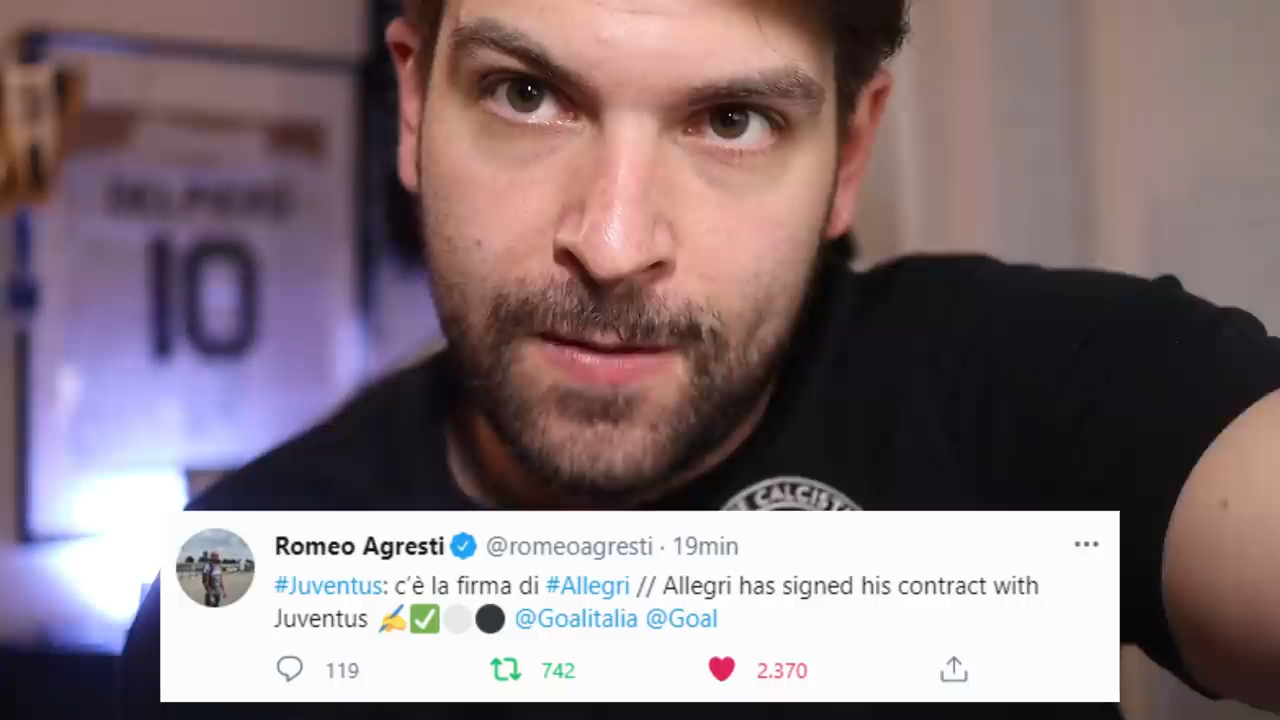 DEL PIERO
10
CALCIST
Romeo Agresti @romeoagresti · 19min
#Juventus: c'è la firma di #Allegri // Allegri has signed his contract with
Juventus ✍️✅⚪⚫ @GoalItalia @Goal
119 742 2.370